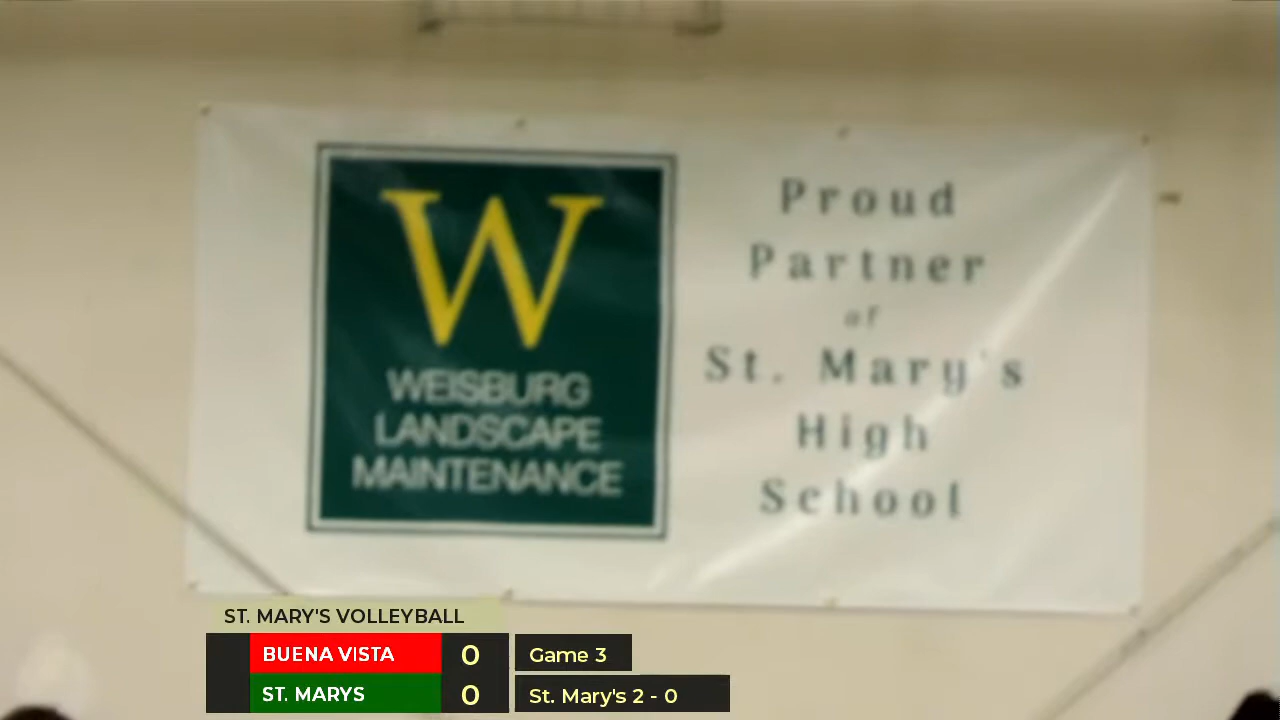 W
WEISBURG
LANDSCAPE
MAINTENANCE
Proud
Partner
of
St. Mary's
High
School
ST. MARY'S VOLLEYBALL
BUENA VISTA 0 Game 3
ST. MARYS 0 St. Mary's 2 - 0